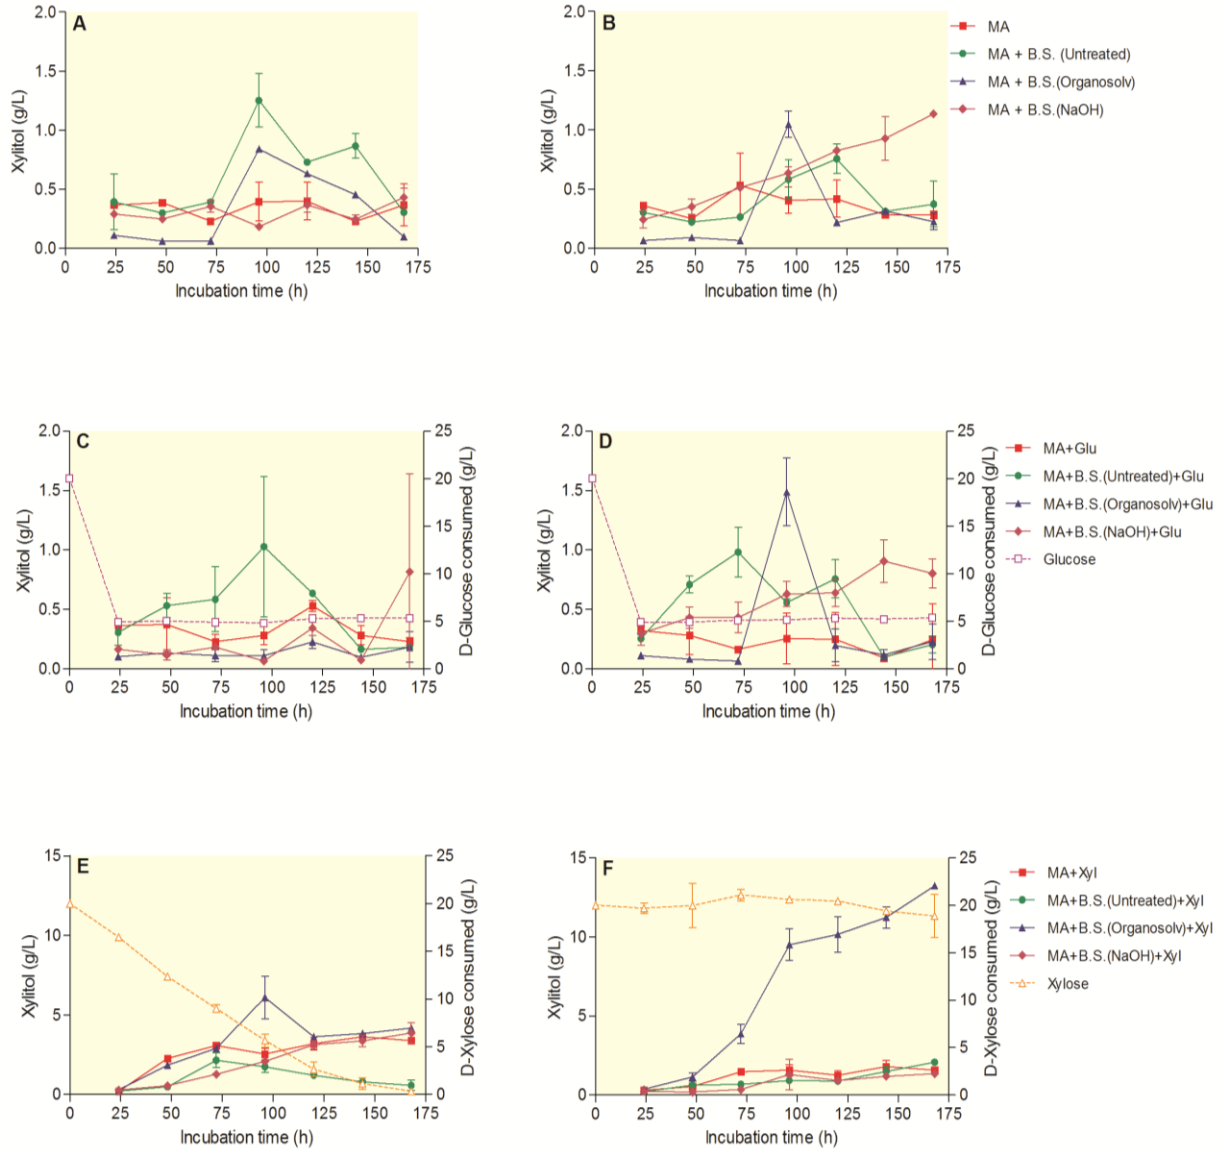 A
2.0
1.5
1.0
0.5
0.0
Xylitol (g/L)
0 25 50 75 100 125 150 175
Incubation time (h)
B
2.0
1.5
1.0
0.5
0.0
Xylitol (g/L)
0 25 50 75 100 125 150 175
Incubation time (h)
MA
MA + B.S. (Untreated)
MA + B.S.(Organosolv)
MA + B.S.(NaOH)
C
2.0
1.5
1.0
0.5
0.0
Xylitol (g/L)
25
20
15
10
5
0
D-Glucose consumed (g/L)
0 25 50 75 100 125 150 175
Incubation time (h)
D
2.0
1.5
1.0
0.5
0.0
Xylitol (g/L)
25
20
15
10
5
0
D-Glucose consumed (g/L)
0 25 50 75 100 125 150 175
Incubation time (h)
MA+Glu
MA+B.S.(Untreated)+Glu
MA+B.S.(Organosolv)+Glu
MA+B.S.(NaOH)+Glu
Glucose
E
15
10
5
0
Xylitol (g/L)
25
20
15
10
5
0
D-Xylose consumed (g/L)
0 25 50 75 100 125 150 175
Incubation time (h)
F
15
10
5
0
Xylitol (g/L)
25
20
15
10
5
0
D-Xylose consumed (g/L)
0 25 50 75 100 125 150 175
Incubation time (h)
MA+Xyl
MA+B.S.(Untreated)+Xyl
MA+B.S.(Organosolv)+Xyl
MA+B.S.(NaOH)+Xyl
Xylose